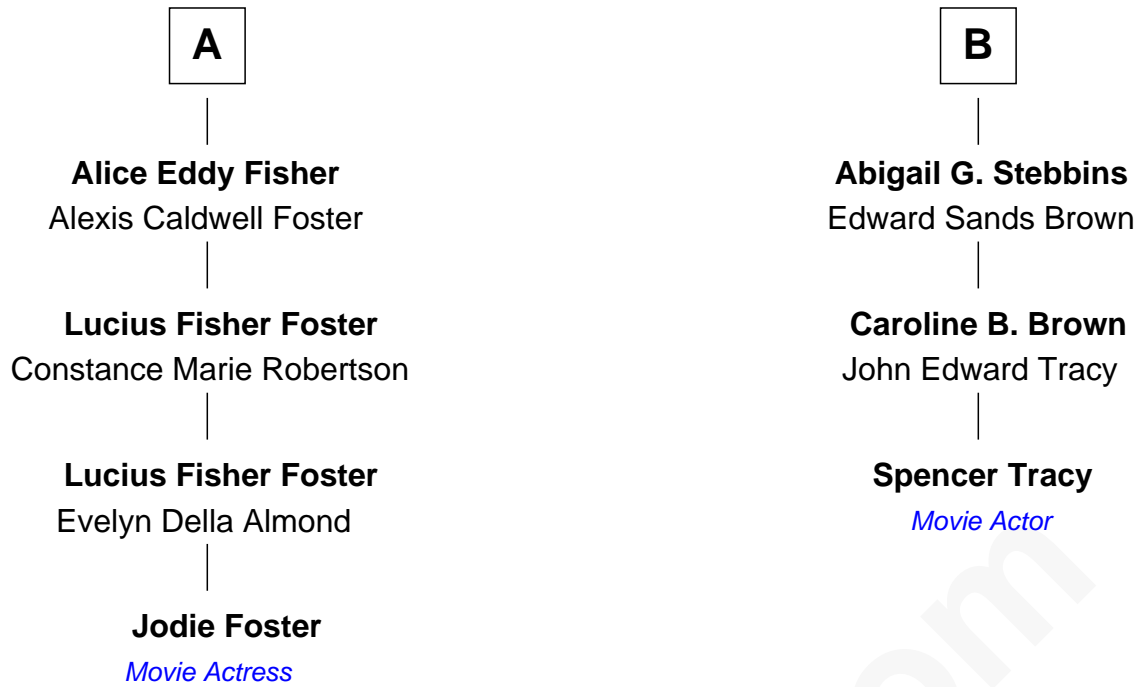 A
Alice Eddy Fisher
Alexis Caldwell Foster
Lucius Fisher Foster
Constance Marie Robertson
Lucius Fisher Foster
Evelyn Della Almond
Jodie Foster
Movie Actress
B
Abigail G. Stebbins
Edward Sands Brown
Caroline B. Brown
John Edward Tracy
Spencer Tracy
Movie Actor
om